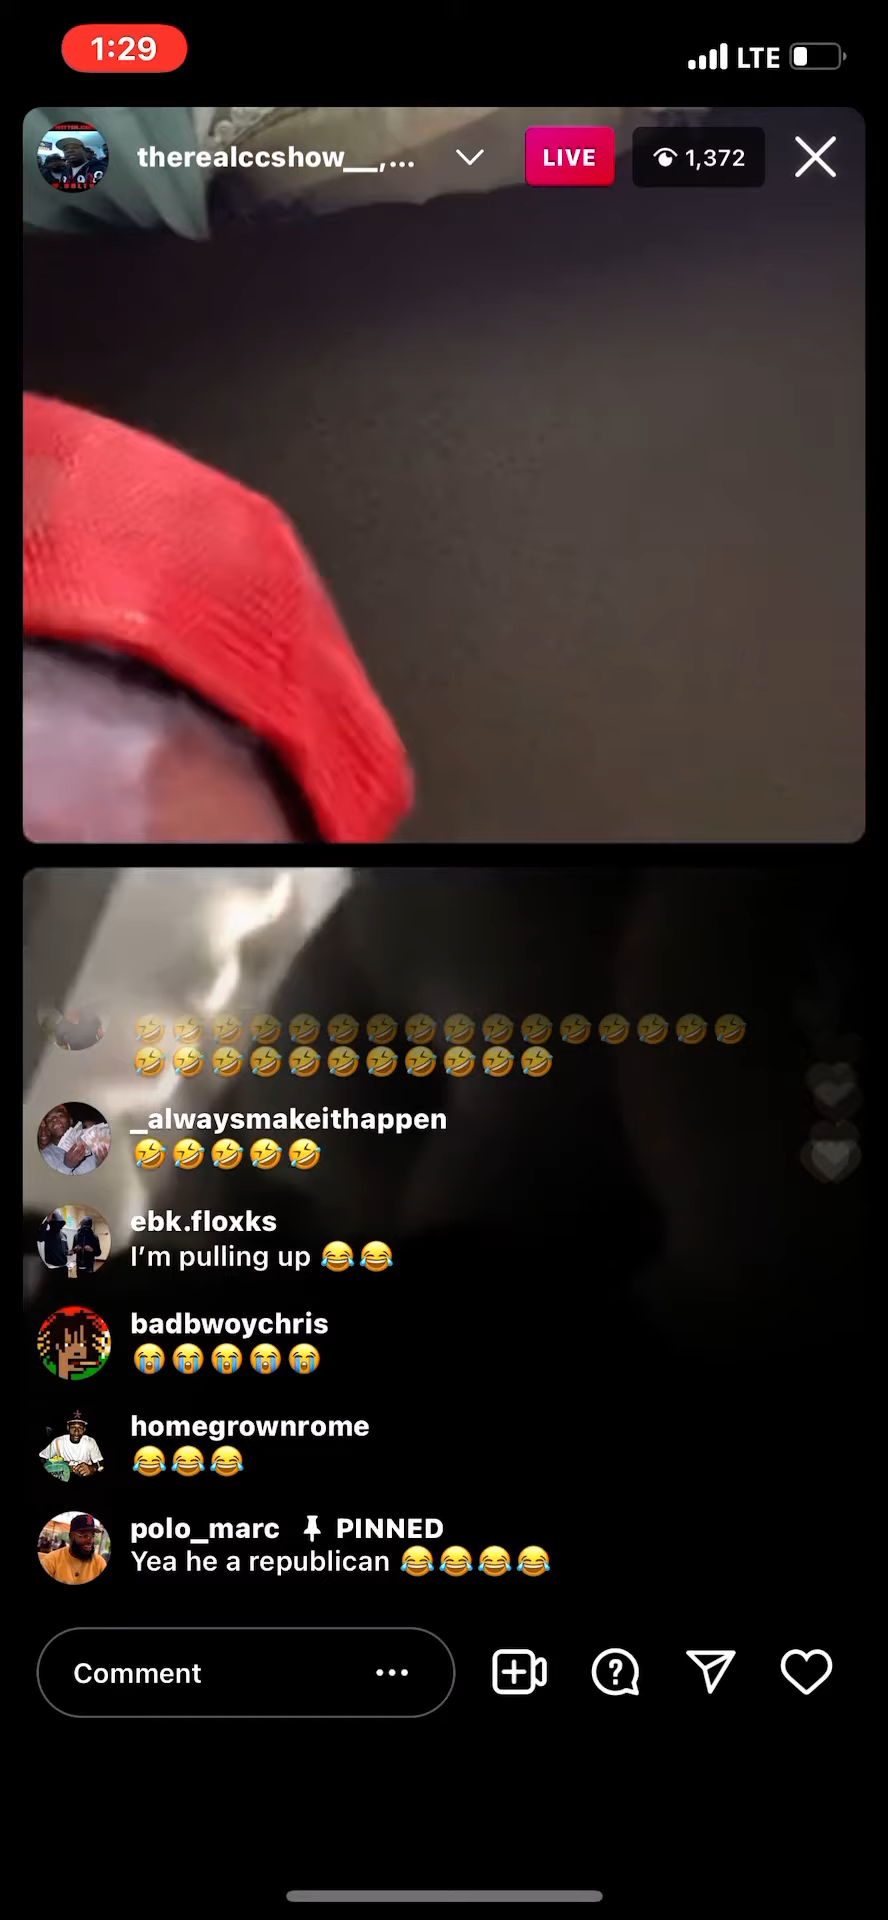 1:29
LTE
therealccshow__,...
LIVE
1,372
🤣🤣🤣🤣🤣🤣🤣🤣🤣🤣🤣🤣🤣🤣🤣🤣
🤣🤣🤣🤣🤣🤣🤣🤣🤣🤣🤣
_alwaysmakeithappen
🤣🤣🤣🤣🤣
ebk.floxks
I’m pulling up 😂😂
badbwoychris
😭😭😭😭😭
homegrownrome
😂😂😂
polo_marc PINNED
Yea he a republican 😂😂😂😂
Comment ...